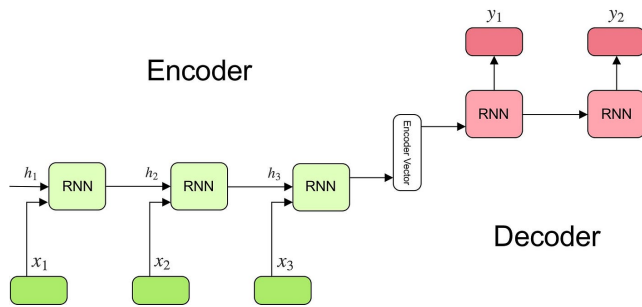 y₁ y₂
Encoder
RNN RNN
Encoder Vector
h₁ h₂ h₃
RNN RNN RNN
Decoder
x₁ x₂ x₃